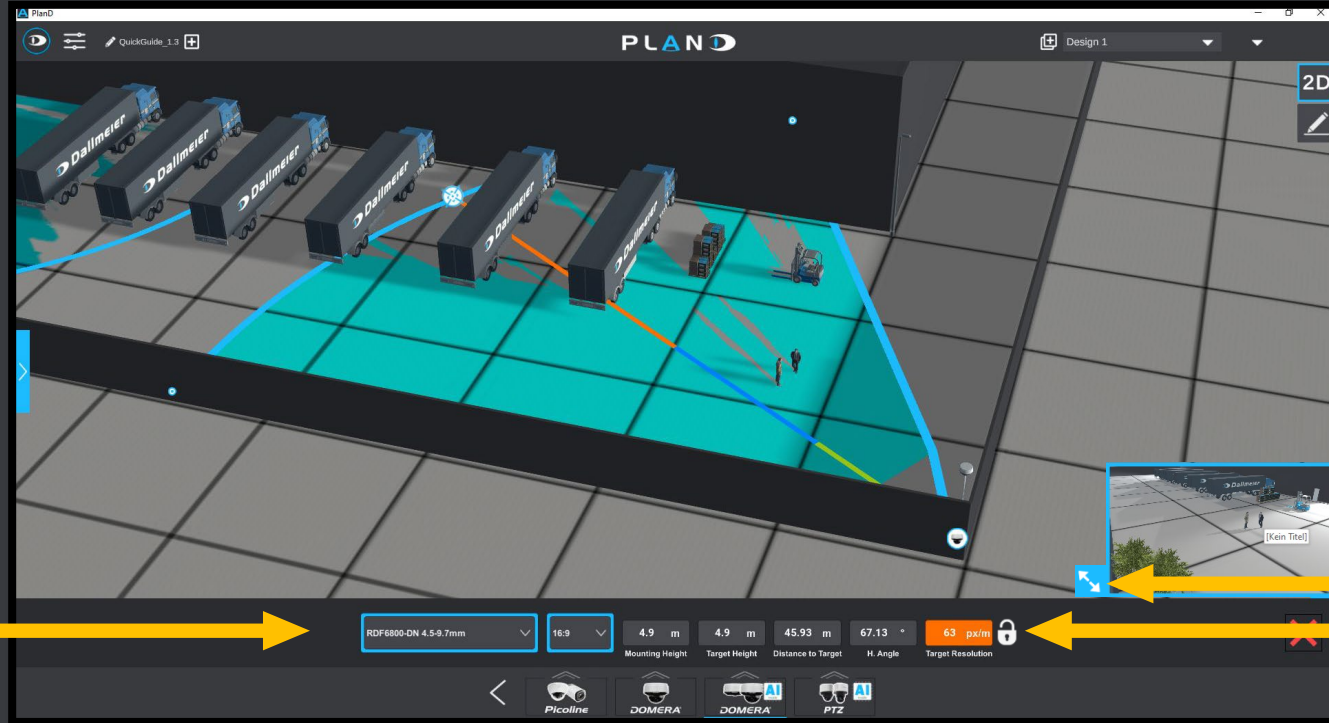 PlanD
QuickGuide_1.3
PLAND
Design 1
2D
Dallmeier
Dallmeier
Dallmeier
Dallmeier
Dallmeier
Dallmeier
Dallmeier
[Kein Titel]
RDF6800-DN 4.5-9.7mm
16:9
4.9 m
4.9 m
45.93 m
67.13 °
63 px/m
Mounting Height
Target Height
Distance to Target
H. Angle
Target Resolution
Picoline
DOMERA
DOMERA
AI
PTZ
AI